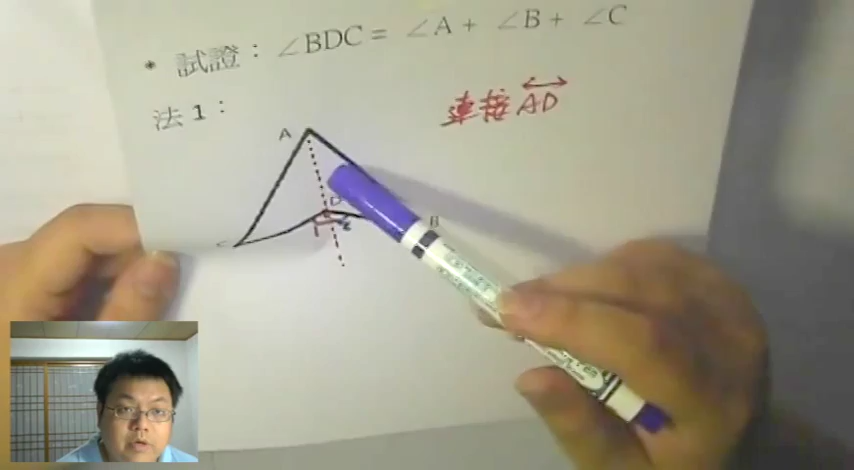 * 試證：∠BDC = ∠A + ∠B + ∠C
法 1：
連接 AD
A
D
B
1 2
C